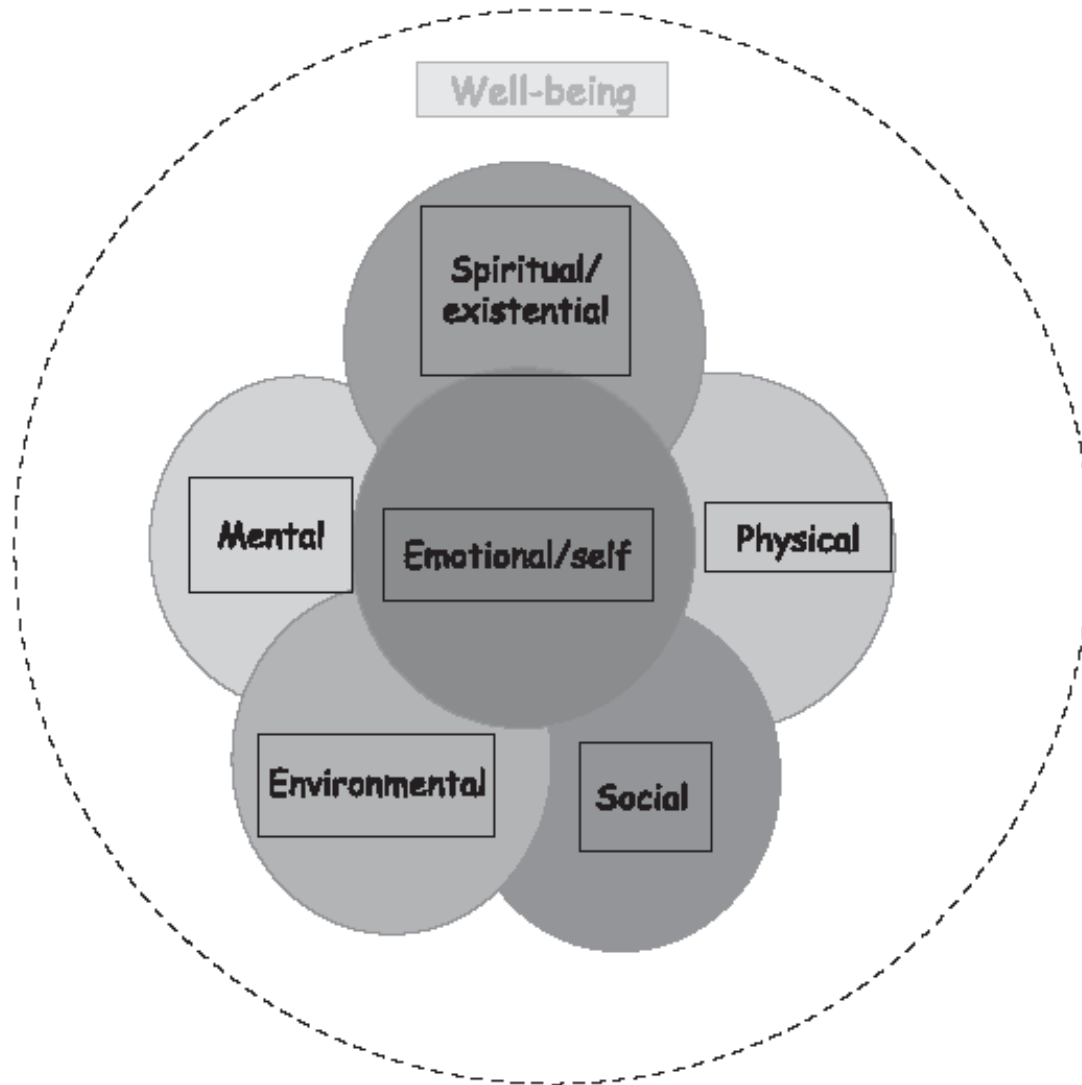 Well-being
Spiritual/
existential
Mental
Emotional/self
Physical
Environmental
Social